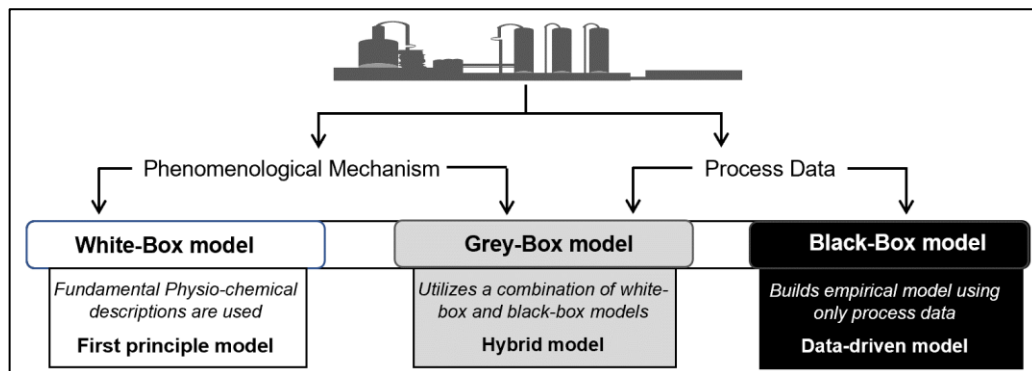 Phenomenological Mechanism
Process Data
White-Box model
Grey-Box model
Black-Box model
Fundamental Physio-chemical
descriptions are used
First principle model
Utilizes a combination of white-
box and black-box models
Hybrid model
Builds empirical model using
only process data
Data-driven model